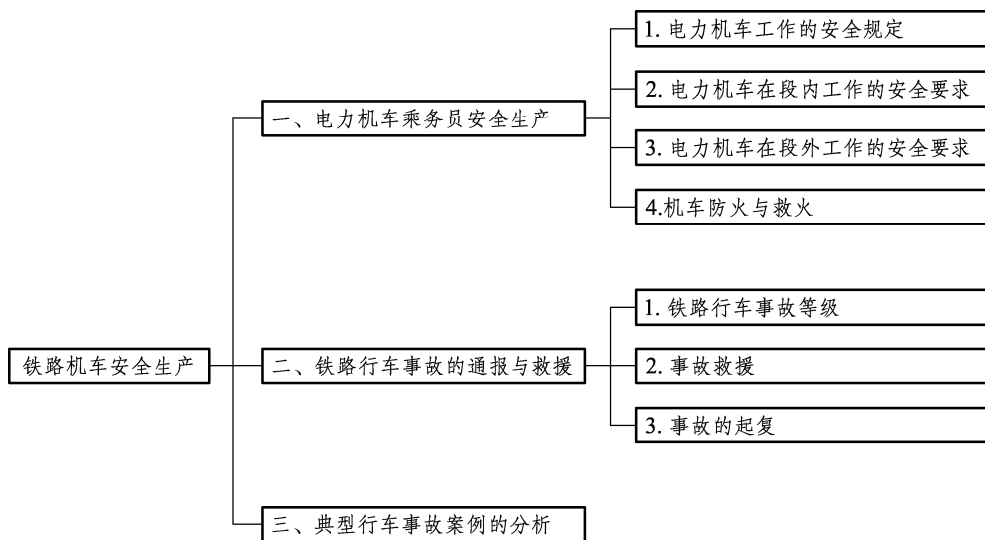 铁路机车安全生产
一、电力机车乘务员安全生产
1. 电力机车工作的安全规定
2. 电力机车在段内工作的安全要求
3. 电力机车在段外工作的安全要求
4.机车防火与救火
二、铁路行车事故的通报与救援
1. 铁路行车事故等级
2. 事故救援
3. 事故的起复
三、典型行车事故案例的分析